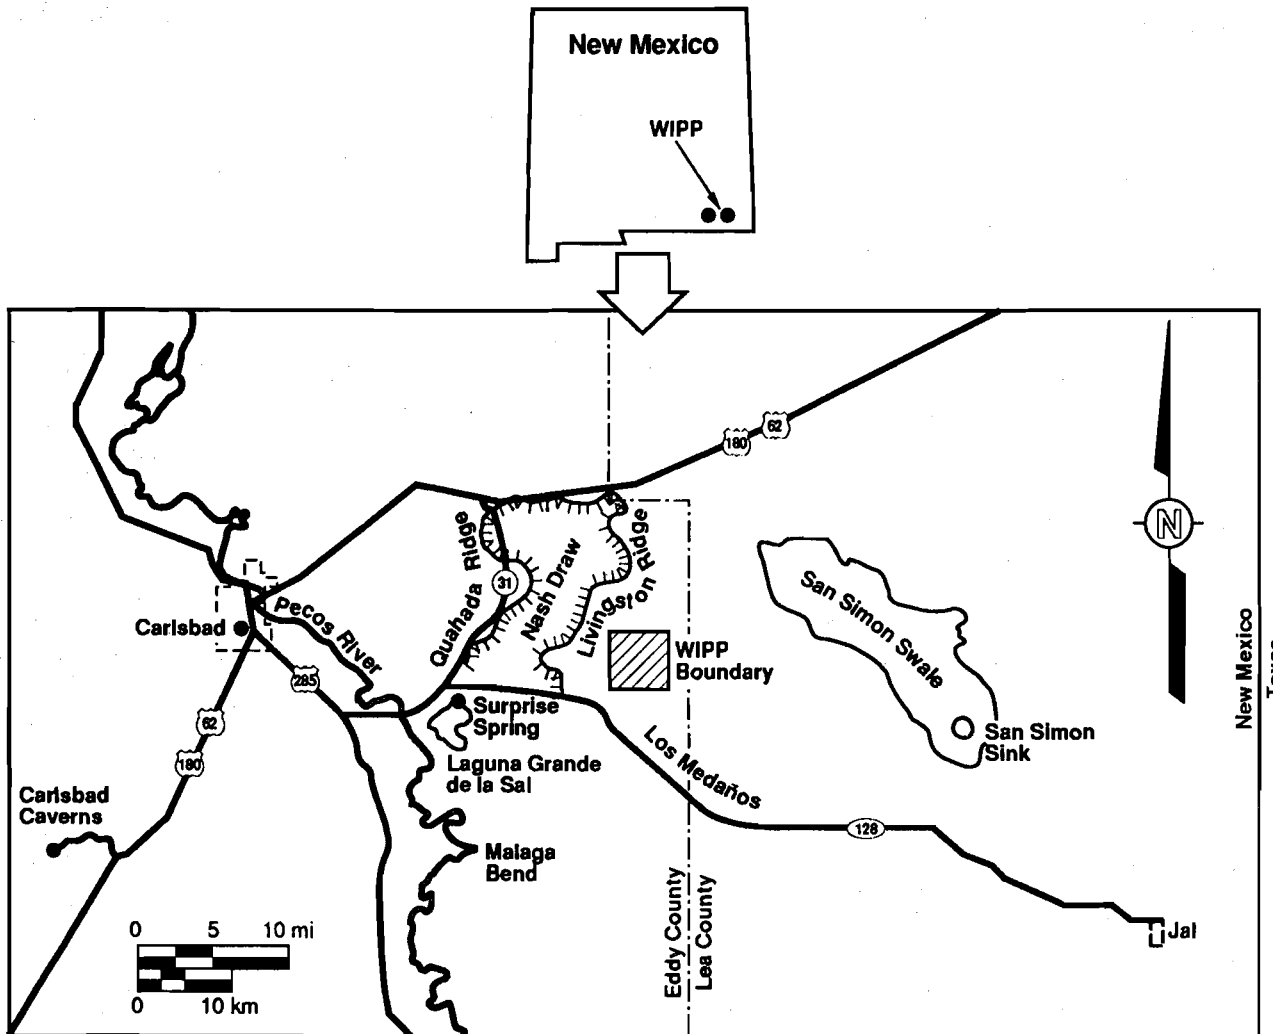 New Mexico
WIPP
180
62
N
Quahada Ridge
31
Nash Draw
Livingston Ridge
San Simon Swale
Pecos River
Carlsbad
WIPP
Boundary
New Mexico
285
Surprise
Spring
San Simon
Sink
62
180
Laguna Grande
de la Sal
Los Medaños
Carlsbad
Caverns
128
Malaga
Bend
Eddy County
Lea County
Jal
0 5 10 mi
0 10 km